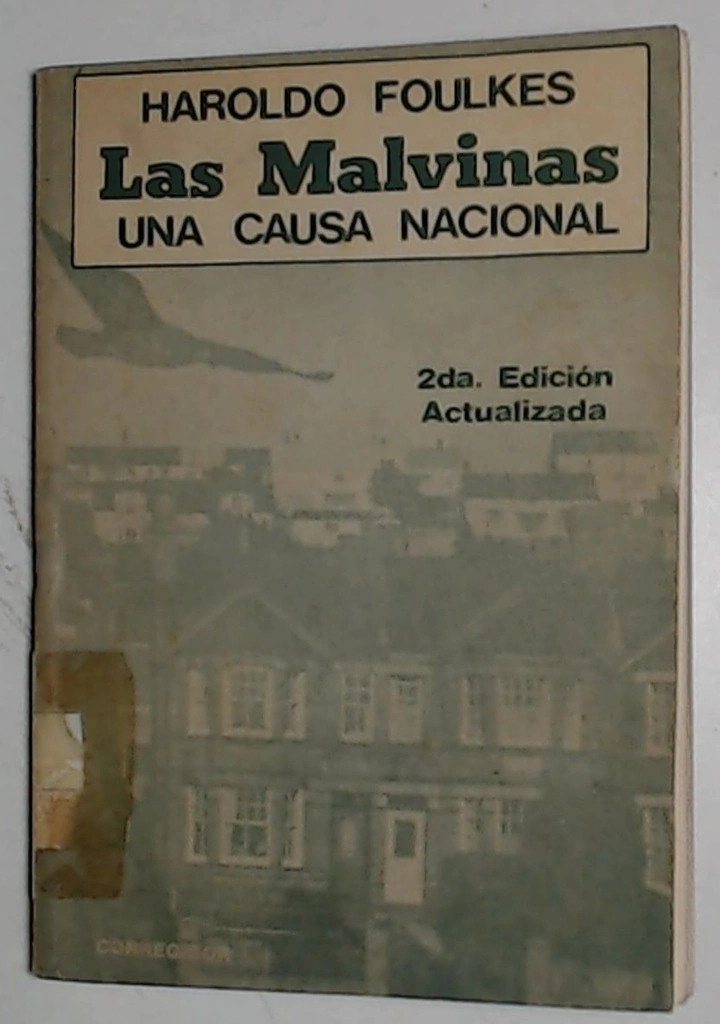 HAROLDO FOULKES
Las Malvinas
UNA CAUSA NACIONAL
2da. Edición
Actualizada
CORREGIDOR